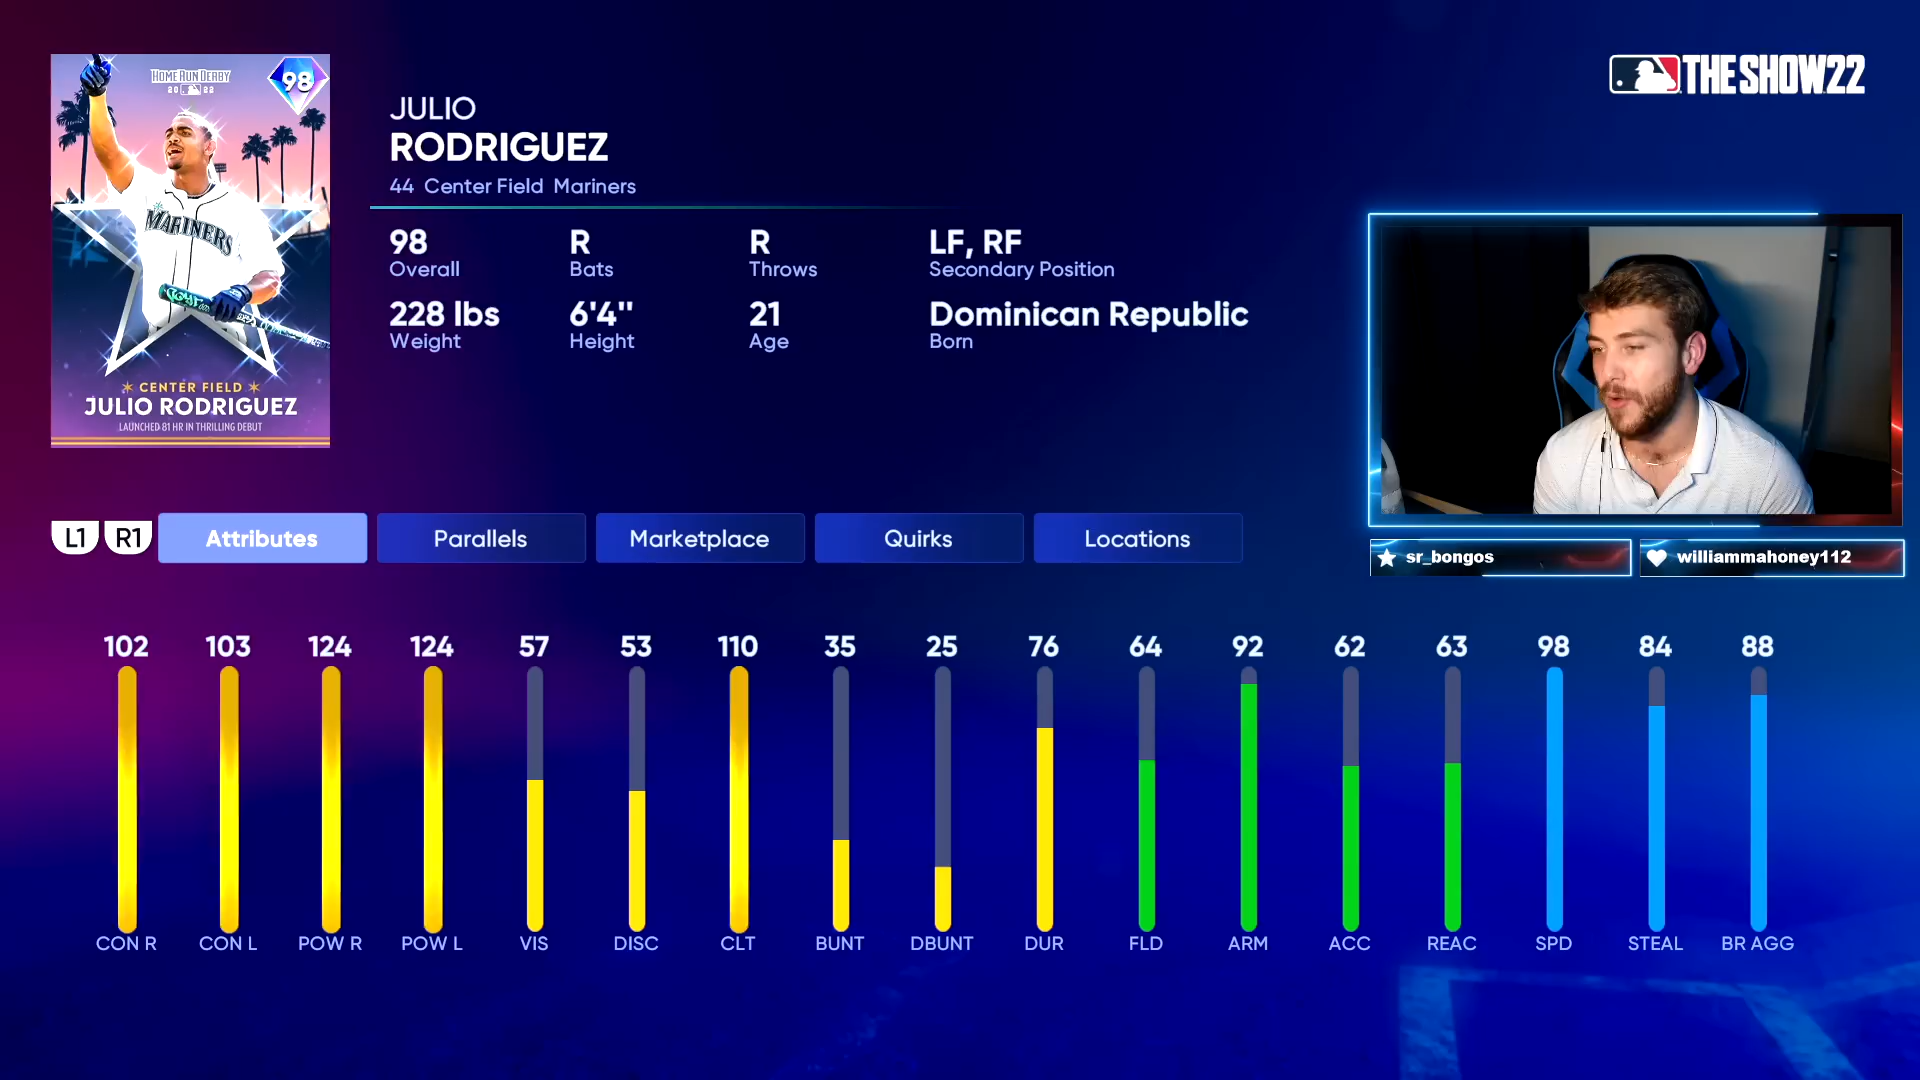 HOME RUN DERBY
20 22
98
MARINERS
CENTER FIELD
JULIO RODRIGUEZ
LAUNCHED 81 HR IN THRILLING DEBUT
JULIO
RODRIGUEZ
44 Center Field Mariners
98 R R LF, RF
Overall Bats Throws Secondary Position
228 lbs 6'4" 21 Dominican Republic
Weight Height Age Born
THE SHOW22
sr_bongos williammahoney112
L1 R1 Attributes Parallels Marketplace Quirks Locations
102 103 124 124 57 53 110 35 25 76 64 92 62 63 98 84 88
CON R CON L POW R POW L VIS DISC CLT BUNT DBUNT DUR FLD ARM ACC REAC SPD STEAL BR AGG